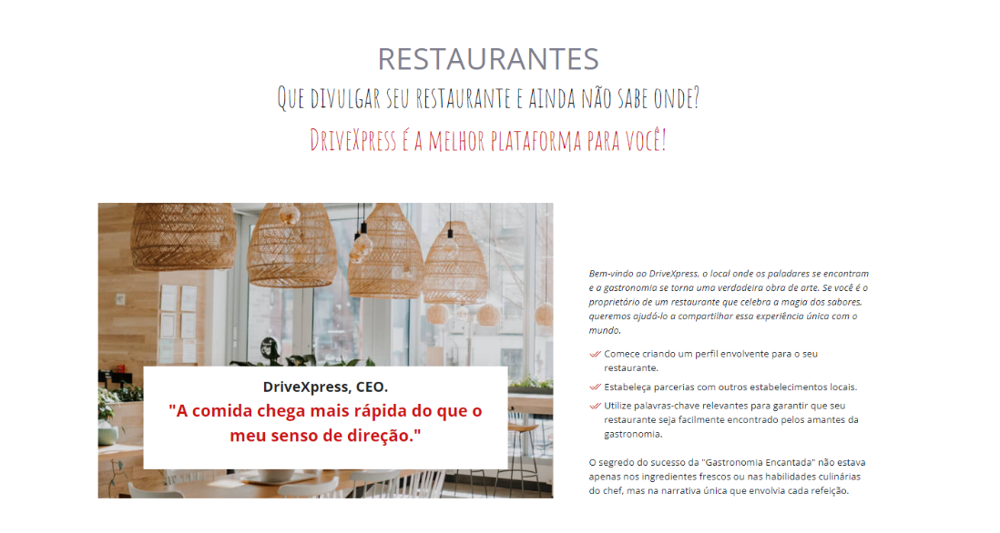 RESTAURANTES
Que divulgar seu restaurante e ainda não sabe onde?
DriveXpress é a melhor plataforma para você!
DriveXpress, CEO.
"A comida chega mais rápida do que o
meu senso de direção."
Bem-vindo ao DriveXpress, o local onde os paladares se encontram
e a gastronomia se torna uma verdadeira obra de arte. Se você é o
proprietário de um restaurante que celebra a magia dos sabores,
queremos ajudá-lo a compartilhar essa experiência única com o
mundo.
Comece criando um perfil envolvente para o seu
restaurante.
Estabeleça parcerias com outros estabelecimentos locais.
Utilize palavras-chave relevantes para garantir que seu
restaurante seja facilmente encontrado pelos amantes da
gastronomia.
O segredo do sucesso da "Gastronomia Encantada" não estava
apenas nos ingredientes frescos ou nas habilidades culinárias
do chef, mas na narrativa única que envolvia cada refeição.